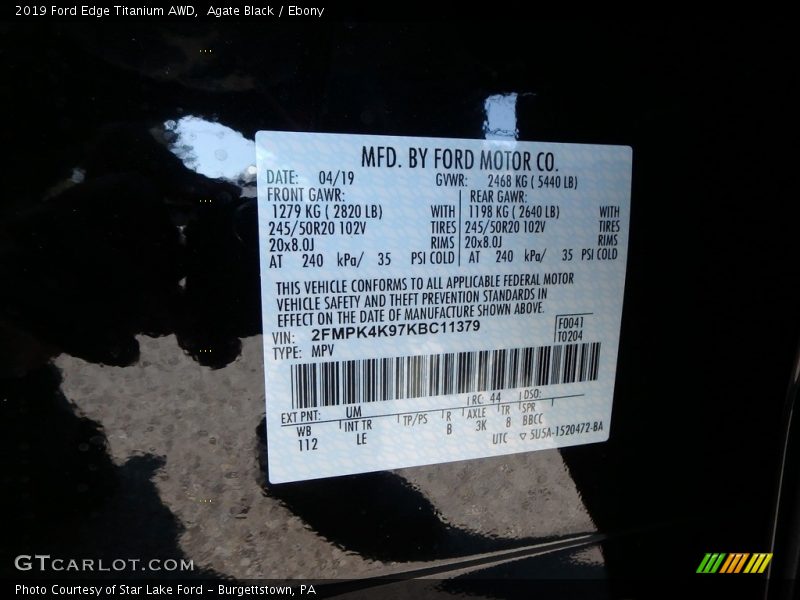 2019 Ford Edge Titanium AWD,  Agate Black / Ebony
MFD. BY FORD MOTOR CO.
DATE: 04/19 GVWR: 2468 KG ( 5440 LB)
FRONT GAWR: REAR GAWR:
1279 KG ( 2820 LB) WITH 1198 KG ( 2640 LB) WITH
245/50R20 102V TIRES 245/50R20 102V TIRES
20x8.0J RIMS 20x8.0J RIMS
AT 240 kPa/ 35 PSI COLD AT 240 kPa/ 35 PSI COLD
THIS VEHICLE CONFORMS TO ALL APPLICABLE FEDERAL MOTOR
VEHICLE SAFETY AND THEFT PREVENTION STANDARDS IN
EFFECT ON THE DATE OF MANUFACTURE SHOWN ABOVE.
VIN: 2FMPK4K97KBC11379 F0041
TYPE: MPV T0204
EXT PNT: UM RC: 44 DSO:
WB INT TR TP/PS R AXLE TR SPR
112 LE B 3K 8 BBCC
UTC ▽ 5U5A-1520472-BA
GTCARLOT.COM
Photo Courtesy of Star Lake Ford - Burgettstown, PA